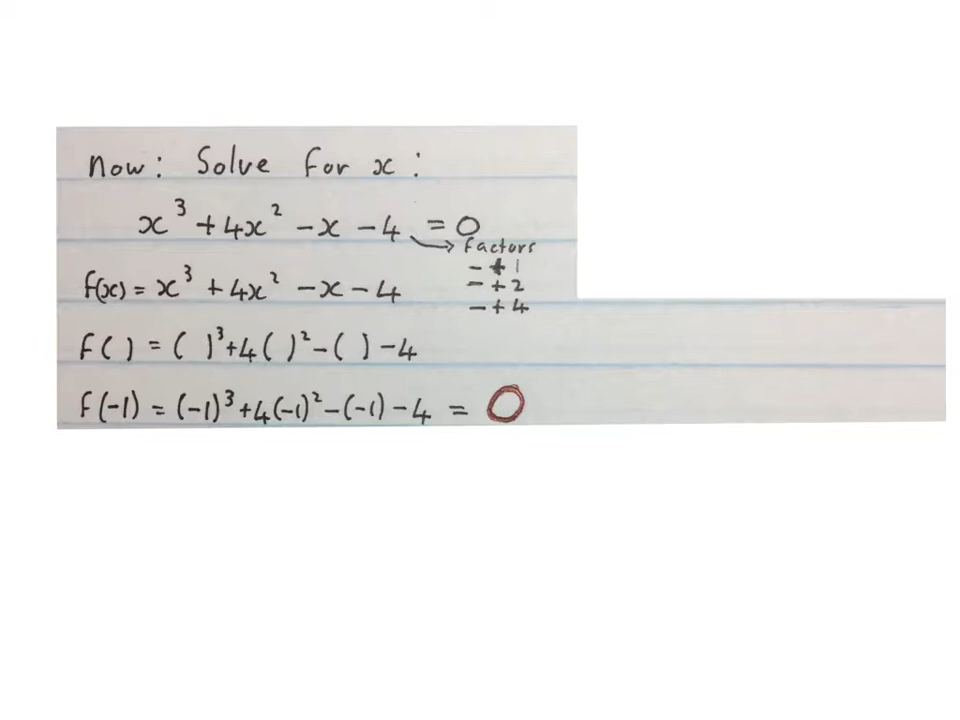 Now: Solve for x:
x³ + 4x² - x - 4 = 0
Factors
- + 1
f(x) = x³ + 4x² - x - 4
- + 2
- + 4
f( ) = ( )³ + 4( )² - ( ) - 4
f(-1) = (-1)³ + 4(-1)² - (-1) - 4 = 0